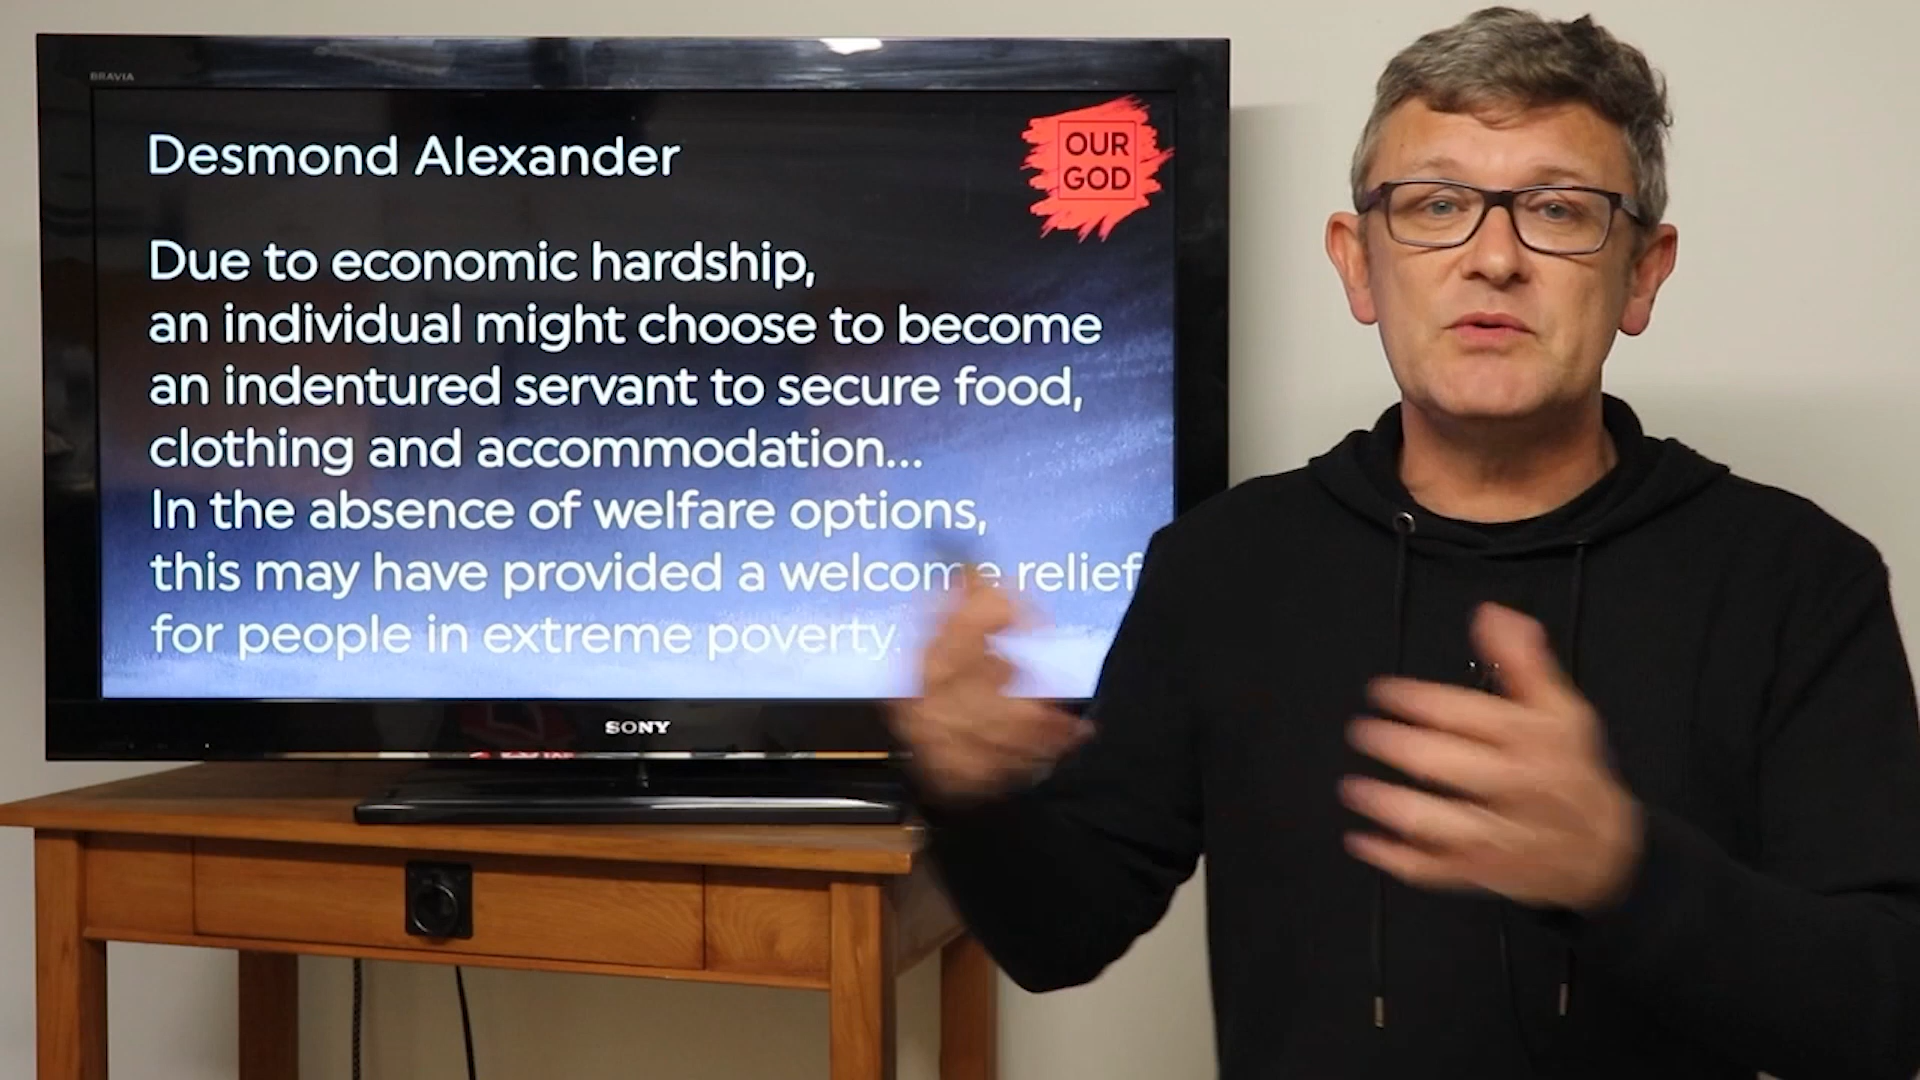 BRAVIA
Desmond Alexander
OUR
GOD
Due to economic hardship,
an individual might choose to become
an indentured servant to secure food,
clothing and accommodation...
In the absence of welfare options,
this may have provided a welcome relief
for people in extreme poverty.
SONY